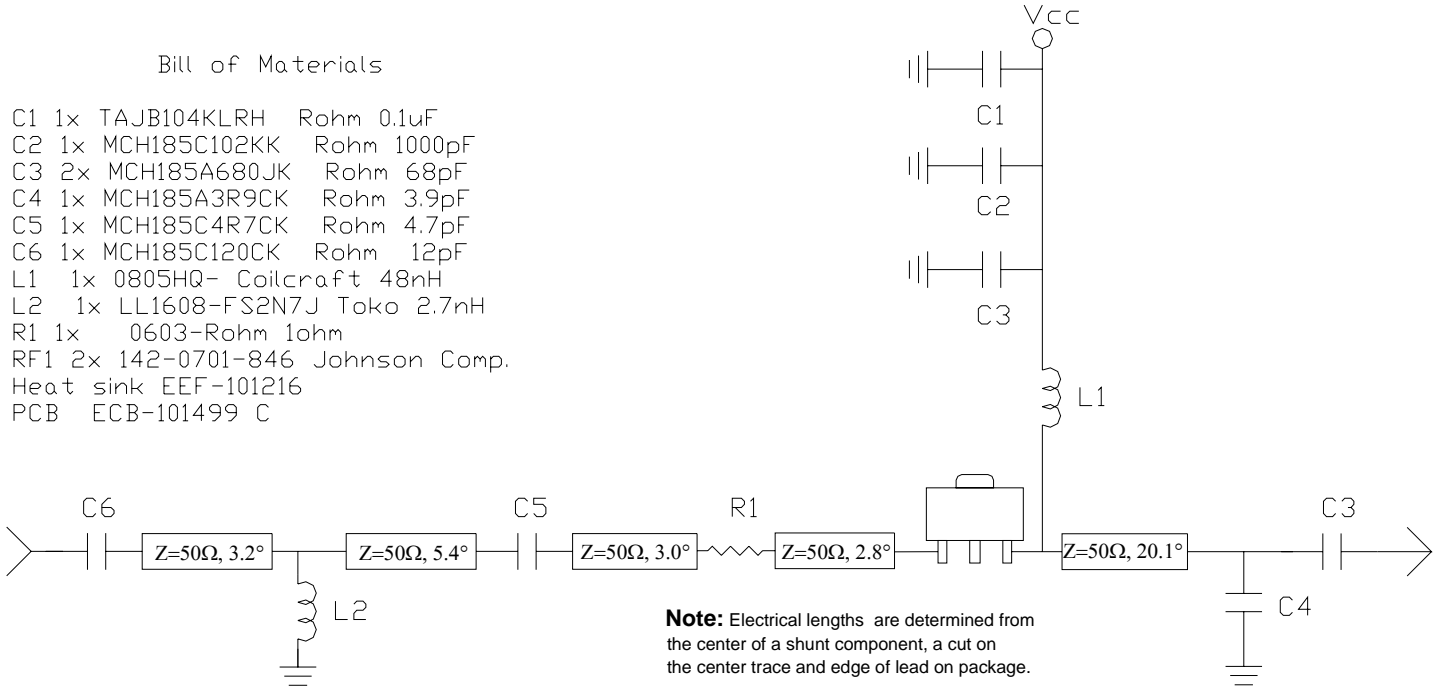 Bill of Materials
C1 1x TAJB104KLRH Rohm 0.1uF
C2 1x MCH185C102KK Rohm 1000pF
C3 2x MCH185A680JK Rohm 68pF
C4 1x MCH185A3R9CK Rohm 3.9pF
C5 1x MCH185C4R7CK Rohm 4.7pF
C6 1x MCH185C120CK Rohm 12pF
L1 1x 0805HQ- Coilcraft 48nH
L2 1x LL1608-FS2N7J Toko 2.7nH
R1 1x 0603-Rohm 1ohm
RF1 2x 142-0701-846 Johnson Comp.
Heat sink EEF-101216
PCB ECB-101499 C
Vcc
C1
C2
C3
L1
C6
C5
R1
C3
Z=50Ω, 3.2°
Z=50Ω, 5.4°
Z=50Ω, 3.0°
Z=50Ω, 2.8°
Z=50Ω, 20.1°
L2
C4
Note: Electrical lengths are determined from
the center of a shunt component, a cut on
the center trace and edge of lead on package.